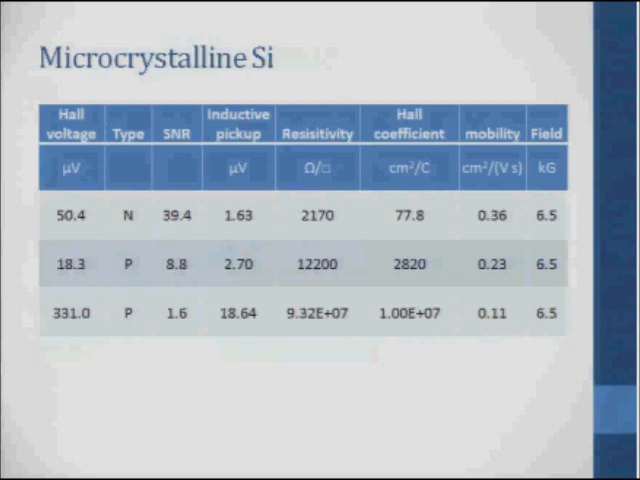 Microcrystalline Si
Hall voltage Type SNR Inductive pickup Resisitivity Hall coefficient mobility Field
μV μV Ω/□ cm²/C cm²/(V s) kG
50.4 N 39.4 1.63 2170 77.8 0.36 6.5
18.3 P 8.8 2.70 12200 2820 0.23 6.5
331.0 P 1.6 18.64 9.32E+07 1.00E+07 0.11 6.5